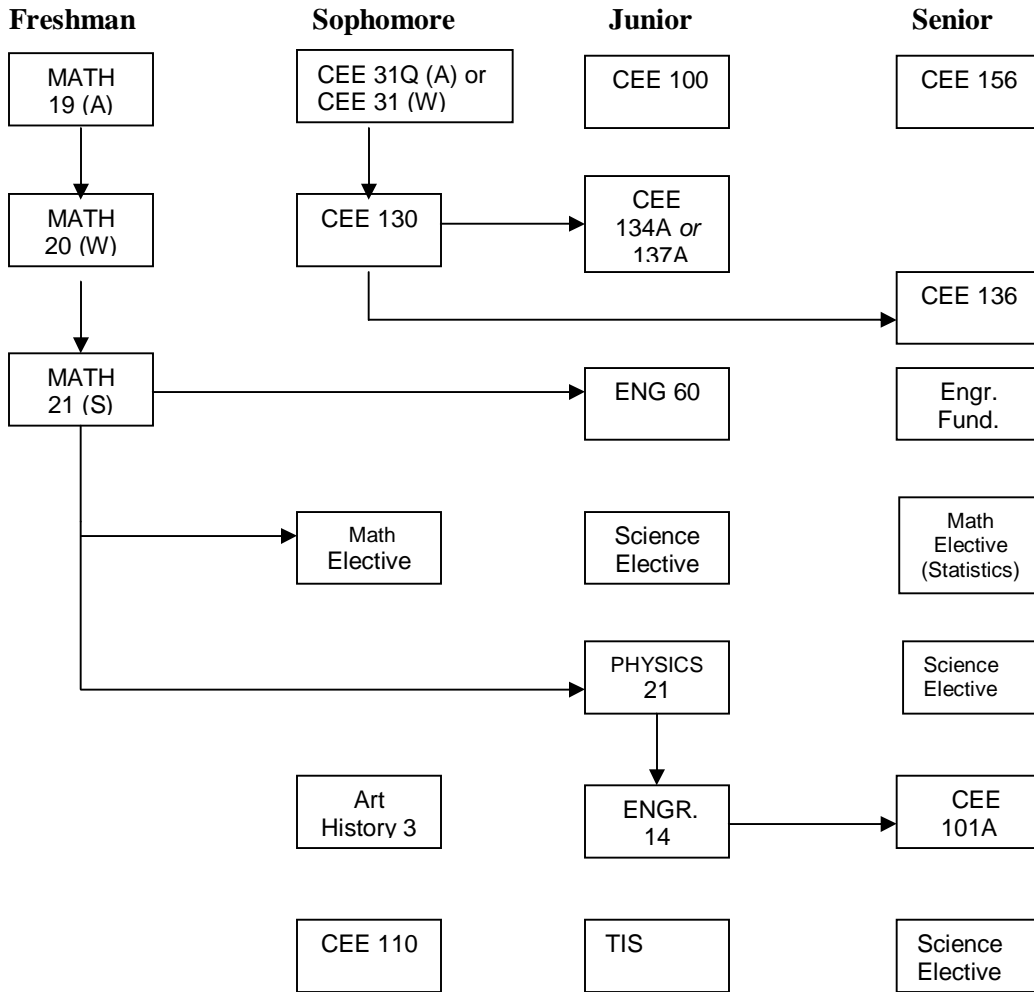 Freshman
Sophomore
Junior
Senior
MATH
19 (A)
CEE 31Q (A) or
CEE 31 (W)
CEE 100
CEE 156
MATH
20 (W)
CEE 130
CEE
134A or
137A
CEE 136
MATH
21 (S)
ENG 60
Engr.
Fund.
Math
Elective
Science
Elective
Math
Elective
(Statistics)
PHYSICS
21
Science
Elective
Art
History 3
ENGR.
14
CEE
101A
CEE 110
TIS
Science
Elective